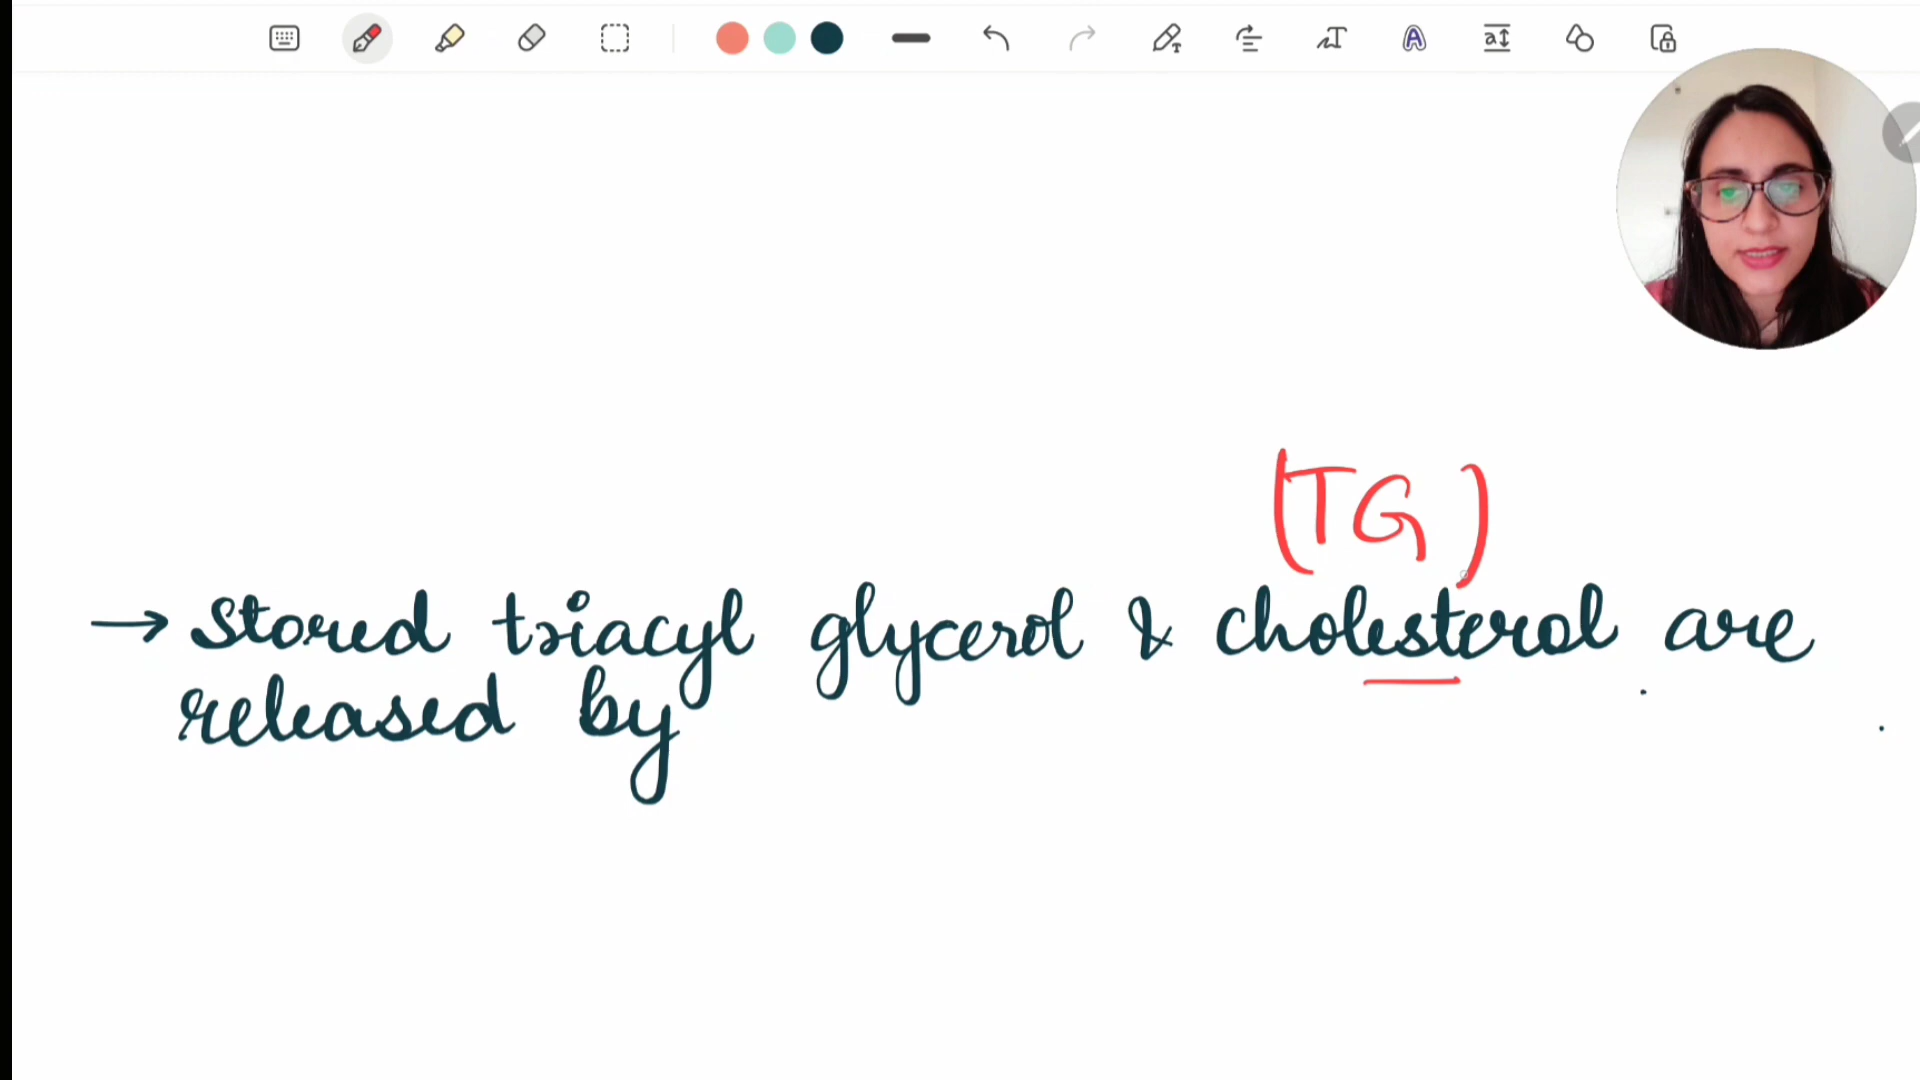 (TG)
→ Stored triacyl glycerol & cholesterol are
released by